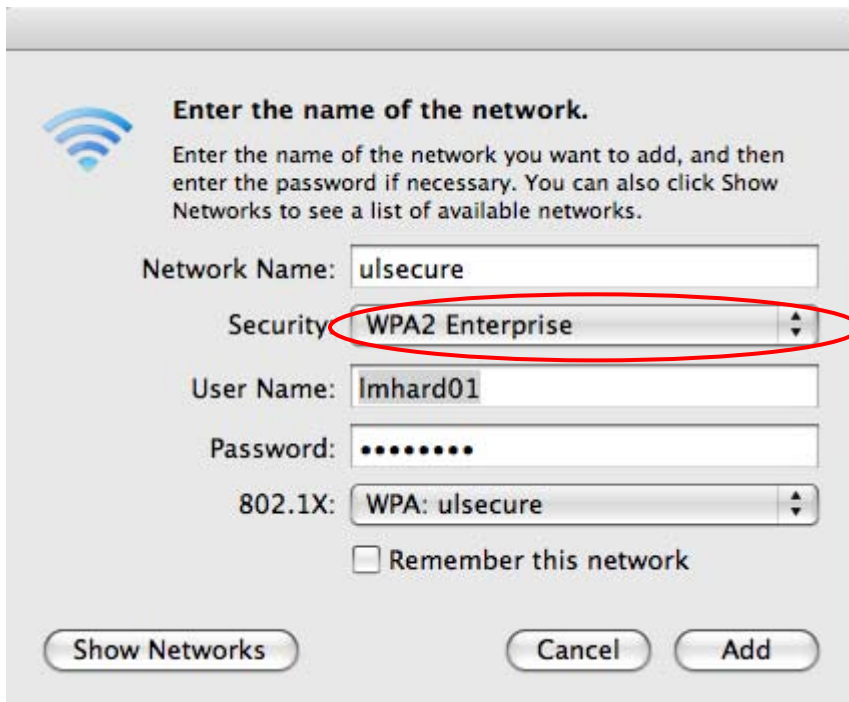 Enter the name of the network.
Enter the name of the network you want to add, and then
enter the password if necessary. You can also click Show
Networks to see a list of available networks.
Network Name: ulsecure
Security: WPA2 Enterprise
User Name: lmhard01
Password: ••••••••
802.1X: WPA: ulsecure
Remember this network
Show Networks Cancel Add